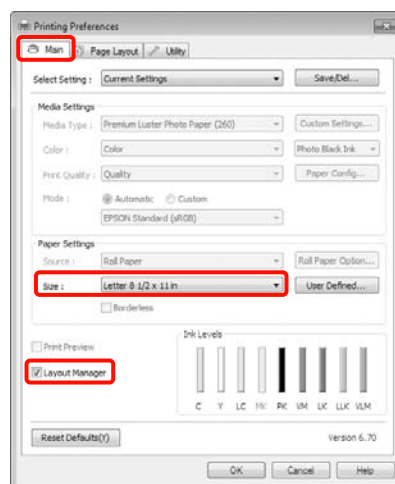 Printing Preferences
Main Page Layout Utility
Select Setting : Current Settings Save/Del...
Media Settings
Media Type : Premium Luster Photo Paper (260) Custom Settings...
Color : Color Photo Black Ink
Print Quality : Quality Paper Config...
Mode : Automatic Custom
EPSON Standard (sRGB)
Paper Settings
Source : Roll Paper Roll Paper Option...
Size : Letter 8 1/2 x 11 in User Defined...
Borderless
Ink Levels
Print Preview
Layout Manager
C Y LC MK PK VM LK LLK VLM
Reset Defaults(Y) Version 6.70
OK Cancel Help